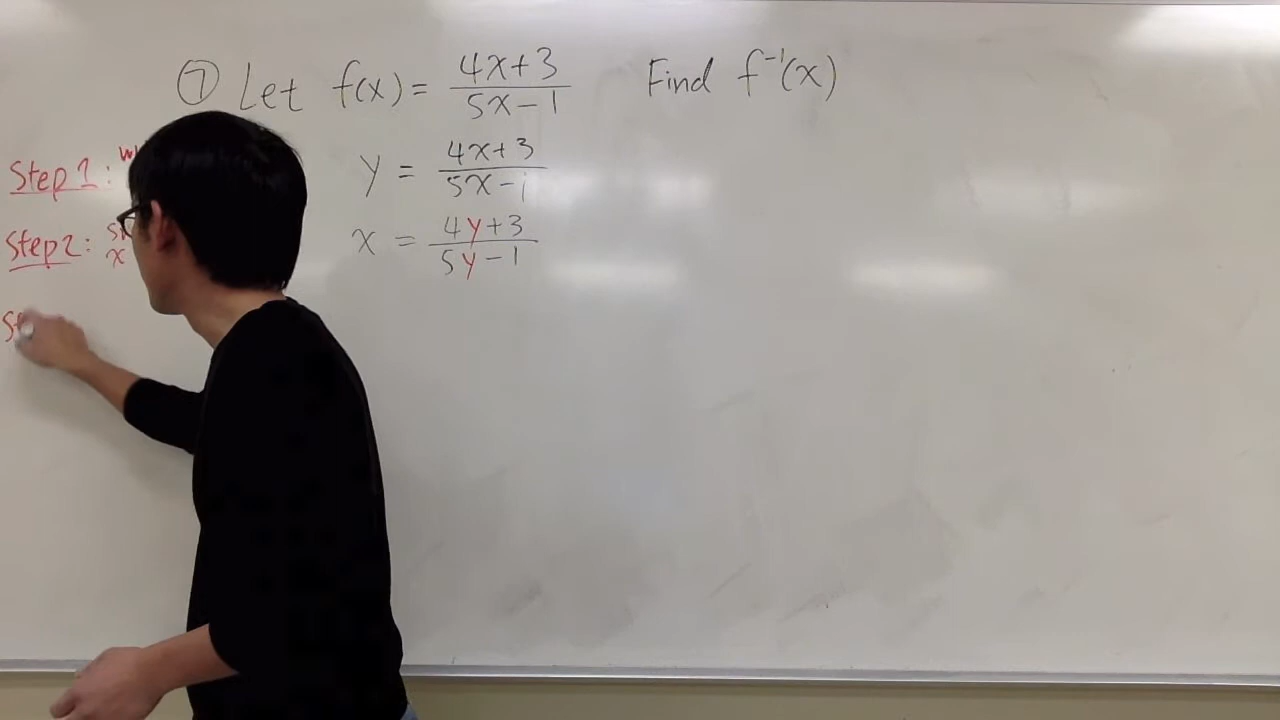 ⑦ Let f(x) = (4x+3)/(5x-1) Find f⁻¹(x)
Step 1: y = (4x+3)/(5x-1)
Step 2: x x = (4y+3)/(5y-1)